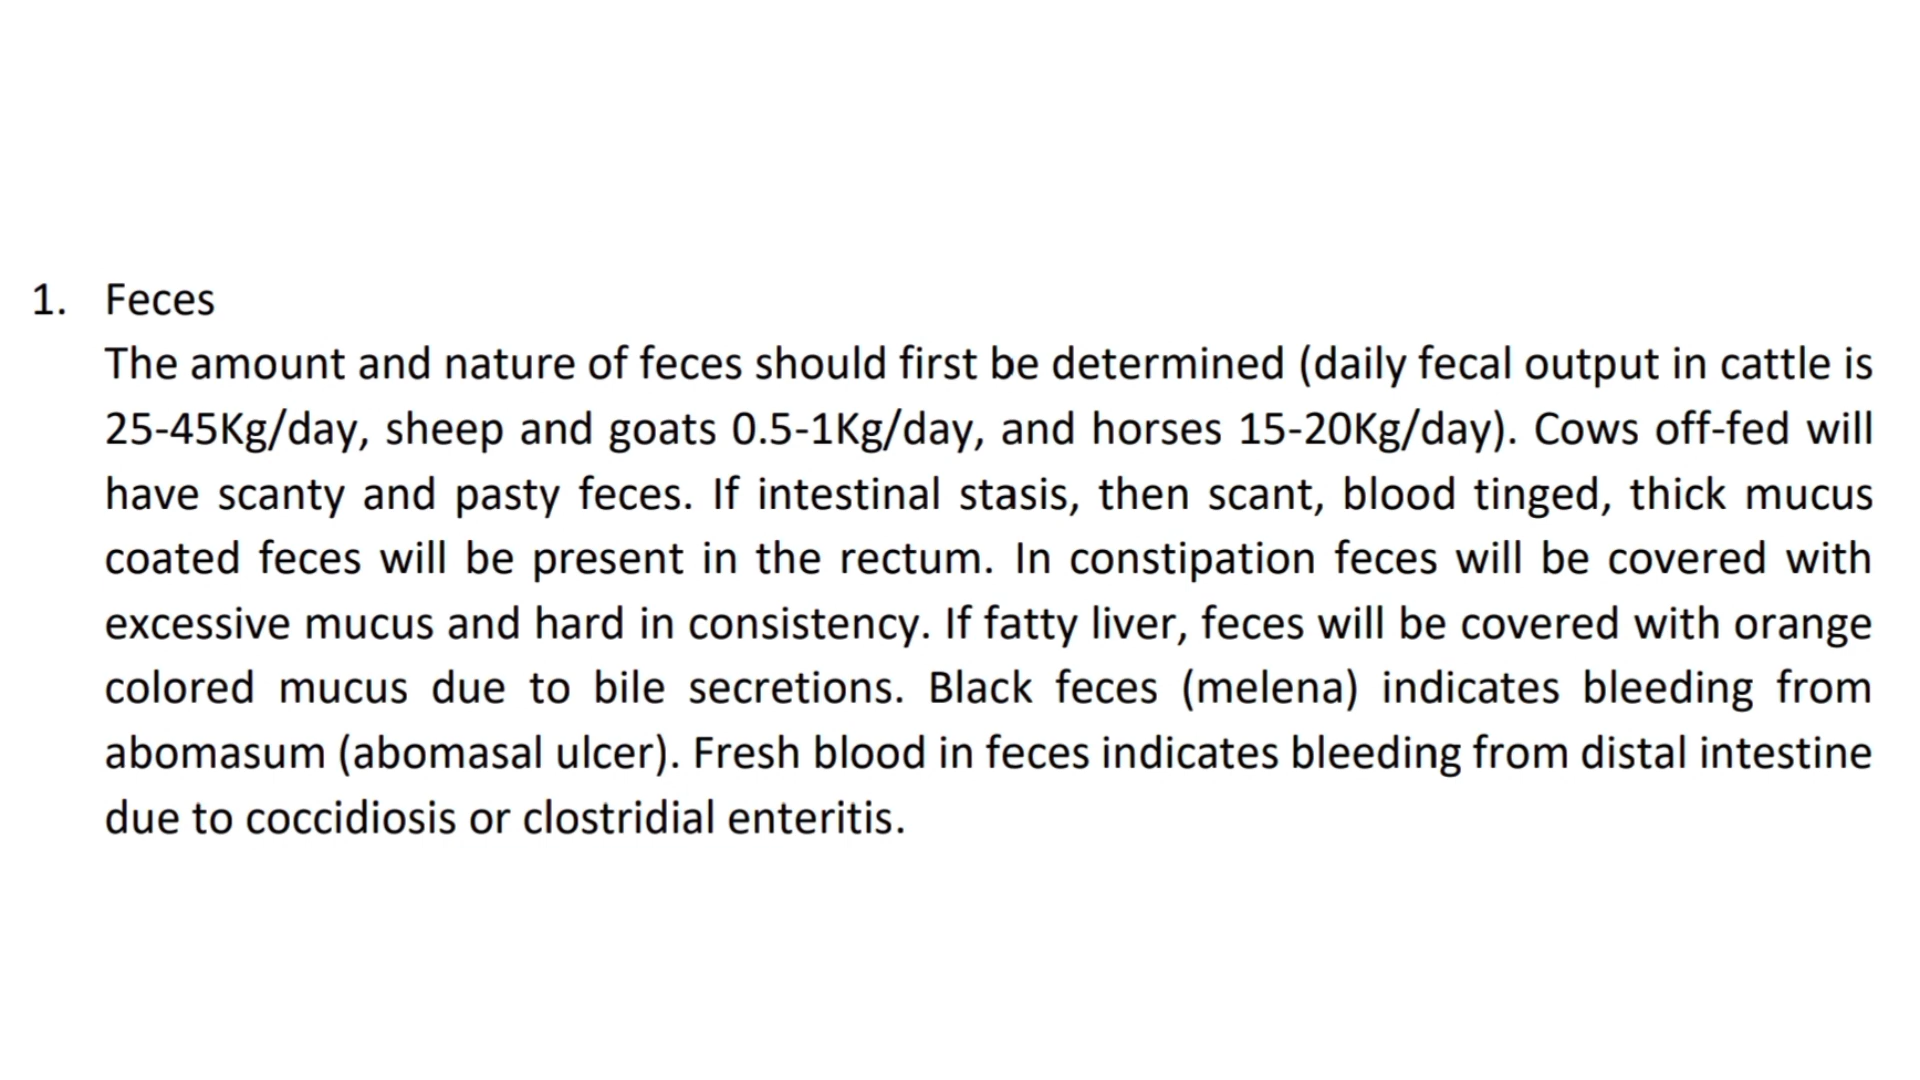 1. Feces
The amount and nature of feces should first be determined (daily fecal output in cattle is
25-45Kg/day, sheep and goats 0.5-1Kg/day, and horses 15-20Kg/day). Cows off-fed will
have scanty and pasty feces. If intestinal stasis, then scant, blood tinged, thick mucus
coated feces will be present in the rectum. In constipation feces will be covered with
excessive mucus and hard in consistency. If fatty liver, feces will be covered with orange
colored mucus due to bile secretions. Black feces (melena) indicates bleeding from
abomasum (abomasal ulcer). Fresh blood in feces indicates bleeding from distal intestine
due to coccidiosis or clostridial enteritis.